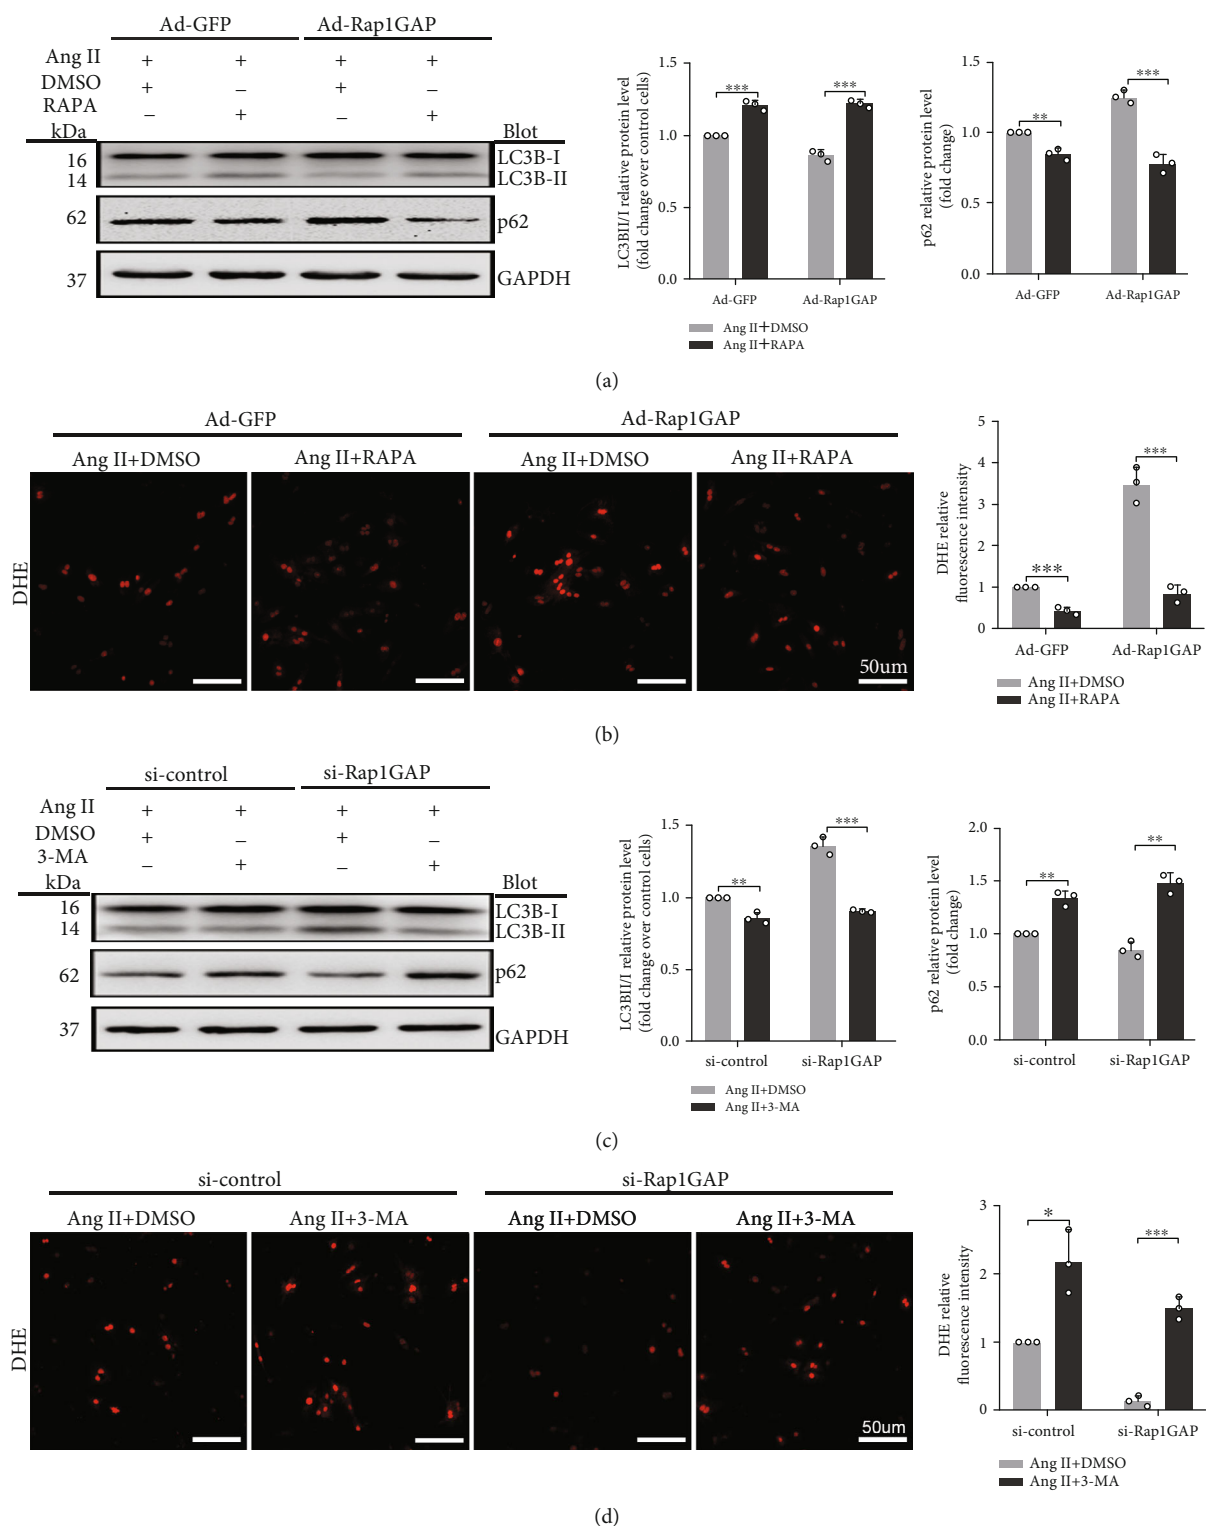 Ad-GFP Ad-Rap1GAP
Ang II + + + +
DMSO + – + –
RAPA – + – +
kDa Blot
16 LC3B-I
14 LC3B-II
62 p62
37 GAPDH
LC3BII/I relative protein level
(fold change over control cells)
1.5
1.0
0.5
0.0
*** ***
Ad-GFP Ad-Rap1GAP
Ang II+DMSO
Ang II+RAPA
p62 relative protein level
(fold change)
1.5
1.0
0.5
0.0
** ***
Ad-GFP Ad-Rap1GAP
(a)
Ad-GFP Ad-Rap1GAP
Ang II+DMSO Ang II+RAPA Ang II+DMSO Ang II+RAPA
DHE
50um
DHE relative
fluorescence intensity
5
4
3
2
1
0
*** ***
Ad-GFP Ad-Rap1GAP
Ang II+DMSO
Ang II+RAPA
(b)
si-control si-Rap1GAP
Ang II + + + +
DMSO + – + –
3-MA – + – +
kDa Blot
16 LC3B-I
14 LC3B-II
62 p62
37 GAPDH
LC3BII/I relative protein level
(fold change over control cells)
1.5
1.0
0.5
0.0
** ***
si-control si-Rap1GAP
Ang II+DMSO
Ang II+3-MA
p62 relative protein level
(fold change)
2.0
1.5
1.0
0.5
0.0
** **
si-control si-Rap1GAP
(c)
si-control si-Rap1GAP
Ang II+DMSO Ang II+3-MA Ang II+DMSO Ang II+3-MA
DHE
50um
DHE relative
fluorescence intensity
3
2
1
0
* ***
si-control si-Rap1GAP
Ang II+DMSO
Ang II+3-MA
(d)